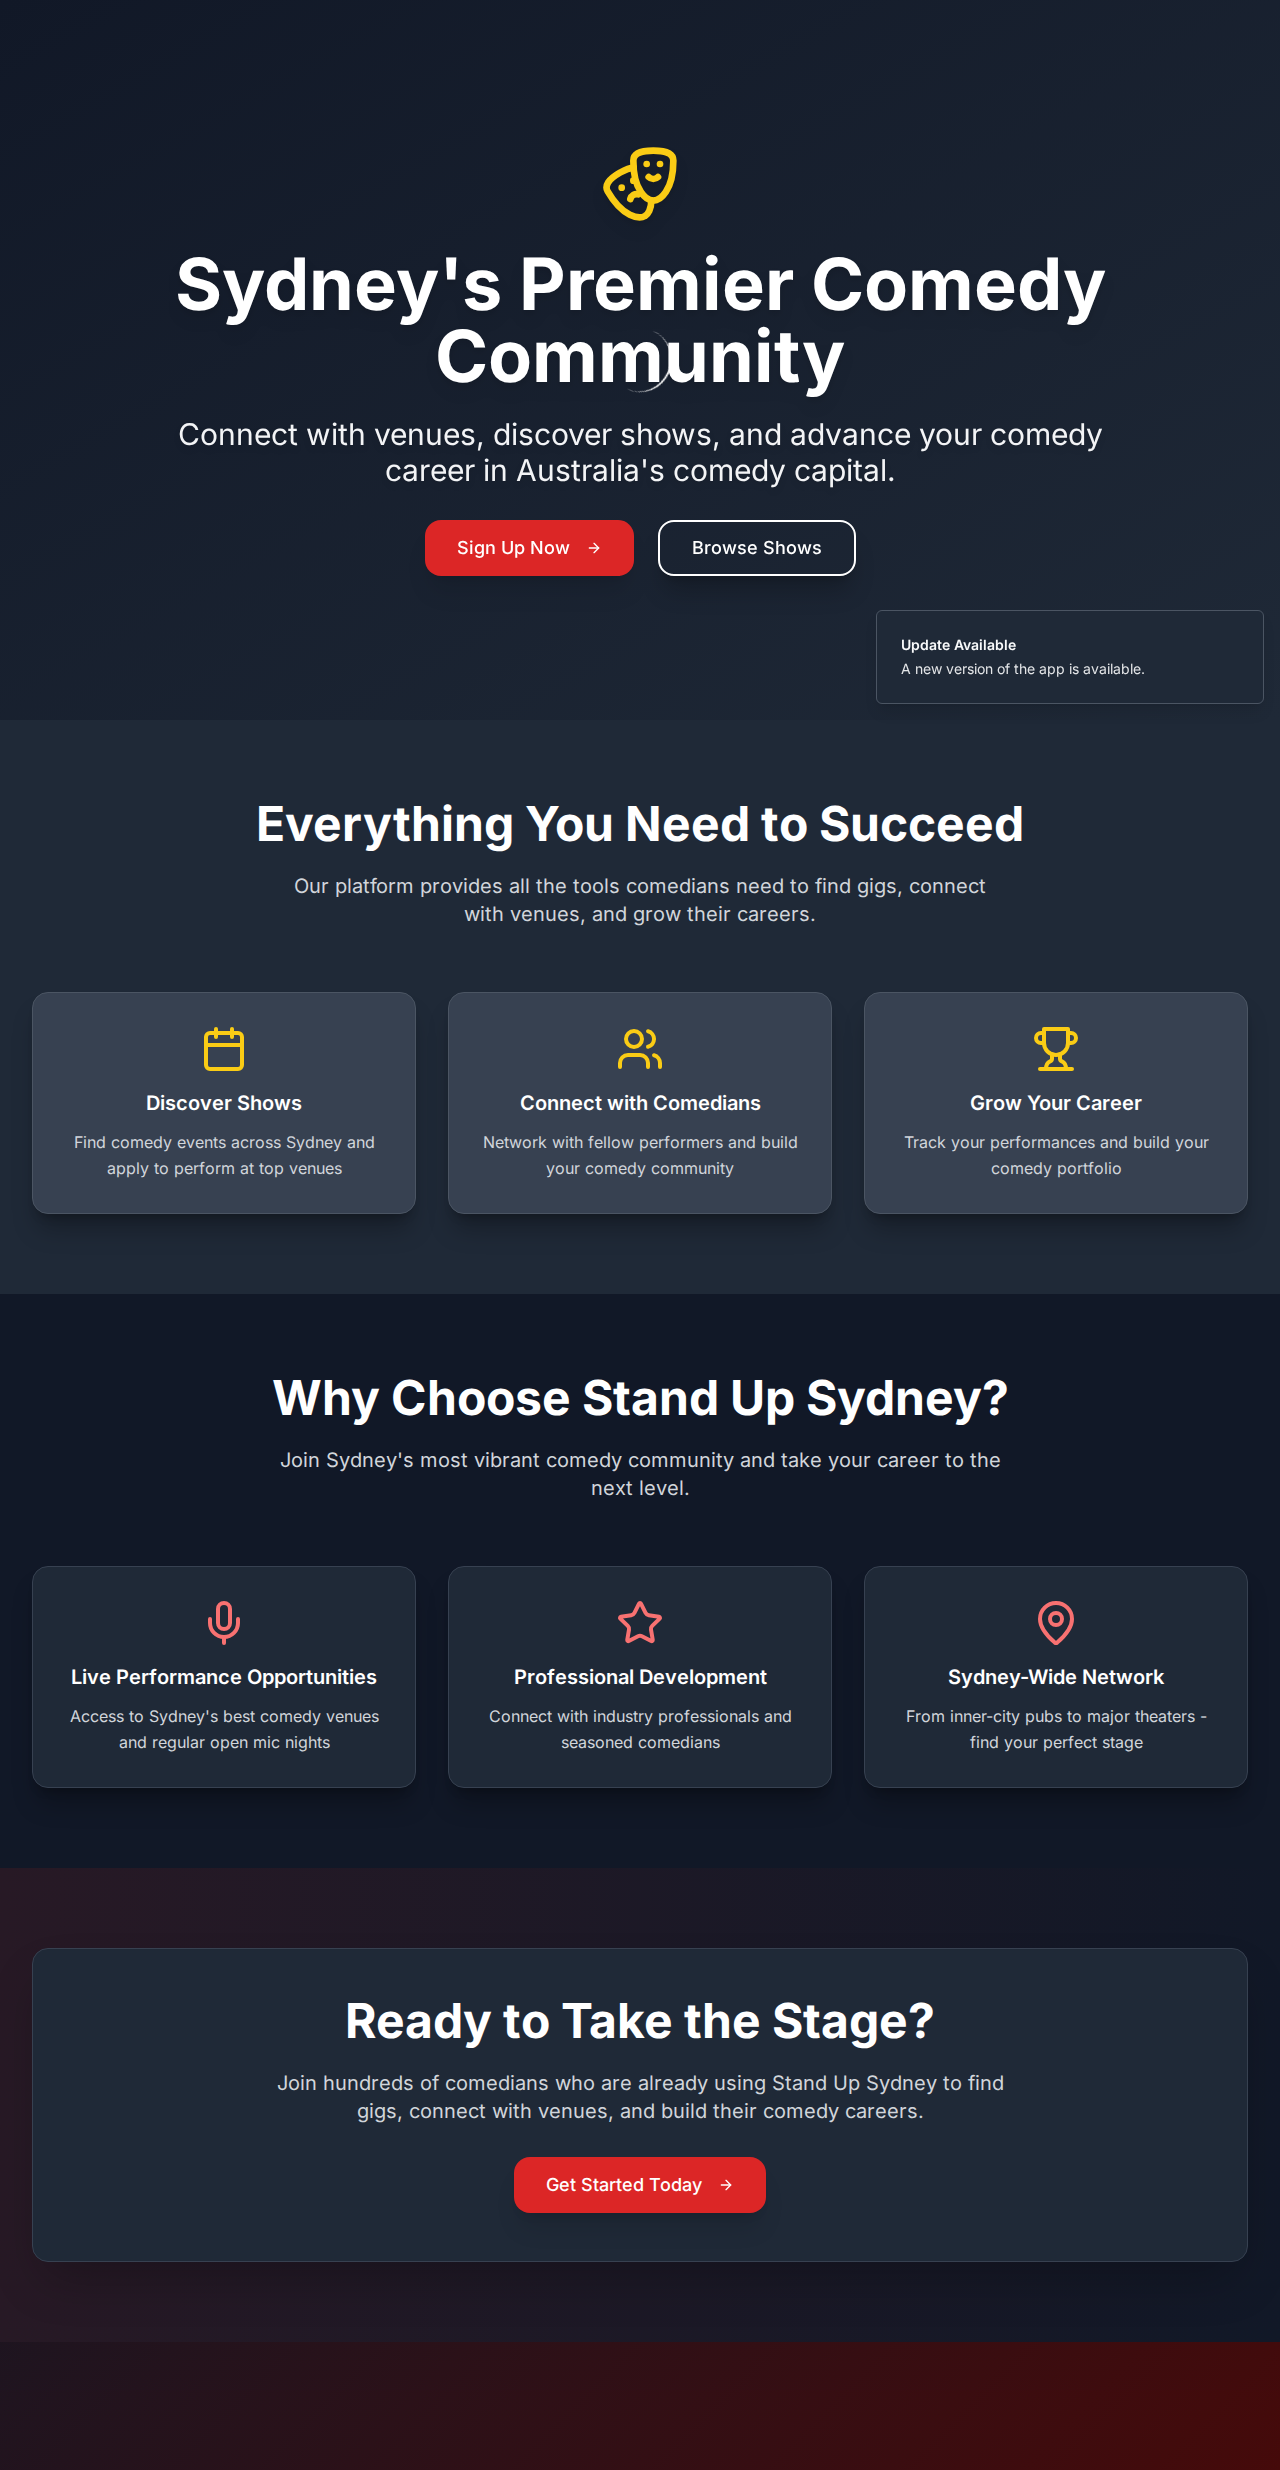 Sydney's Premier Comedy
Community
Connect with venues, discover shows, and advance your comedy
career in Australia's comedy capital.
Sign Up Now
Browse Shows
Update Available
A new version of the app is available.
Everything You Need to Succeed
Our platform provides all the tools comedians need to find gigs, connect
with venues, and grow their careers.
Discover Shows
Find comedy events across Sydney and
apply to perform at top venues
Connect with Comedians
Network with fellow performers and build
your comedy community
Grow Your Career
Track your performances and build your
comedy portfolio
Why Choose Stand Up Sydney?
Join Sydney's most vibrant comedy community and take your career to the
next level.
Live Performance Opportunities
Access to Sydney's best comedy venues
and regular open mic nights
Professional Development
Connect with industry professionals and
seasoned comedians
Sydney-Wide Network
From inner-city pubs to major theaters -
find your perfect stage
Ready to Take the Stage?
Join hundreds of comedians who are already using Stand Up Sydney to find
gigs, connect with venues, and build their comedy careers.
Get Started Today